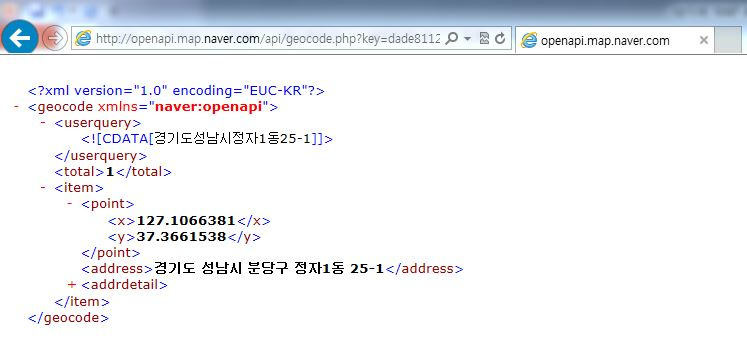 http://openapi.map.naver.com/api/geocode.php?key=dade8112
openapi.map.naver.com
<?xml version="1.0" encoding="EUC-KR"?>
- <geocode xmlns="naver:openapi">
- <userquery>
<![CDATA[경기도성남시정자1동25-1]]>
</userquery>
<total>1</total>
- <item>
- <point>
<x>127.1066381</x>
<y>37.3661538</y>
</point>
<address>경기도 성남시 분당구 정자1동 25-1</address>
+ <addrdetail>
</item>
</geocode>